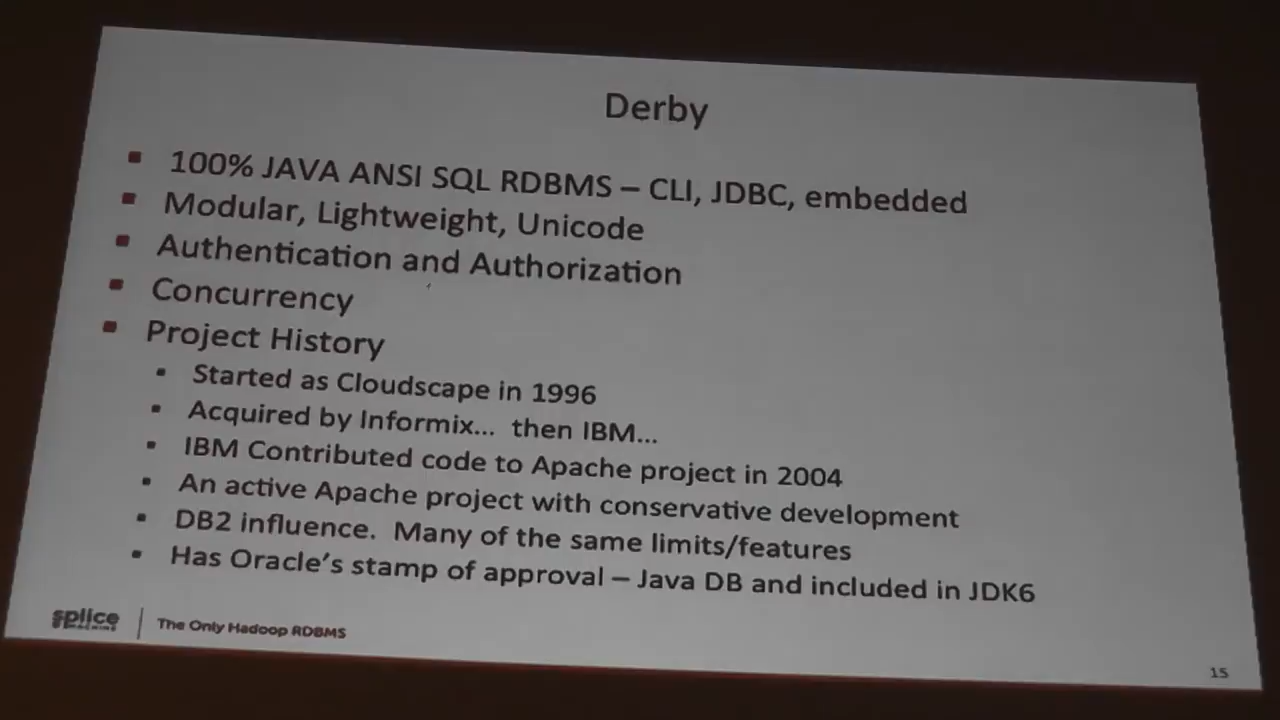 Derby
100% JAVA ANSI SQL RDBMS – CLI, JDBC, embedded
Modular, Lightweight, Unicode
Authentication and Authorization
Concurrency
Project History
Started as Cloudscape in 1996
Acquired by Informix... then IBM...
IBM Contributed code to Apache project in 2004
An active Apache project with conservative development
DB2 influence. Many of the same limits/features
Has Oracle's stamp of approval – Java DB and included in JDK6
splice
MACHINE
The Only Hadoop RDBMS
15